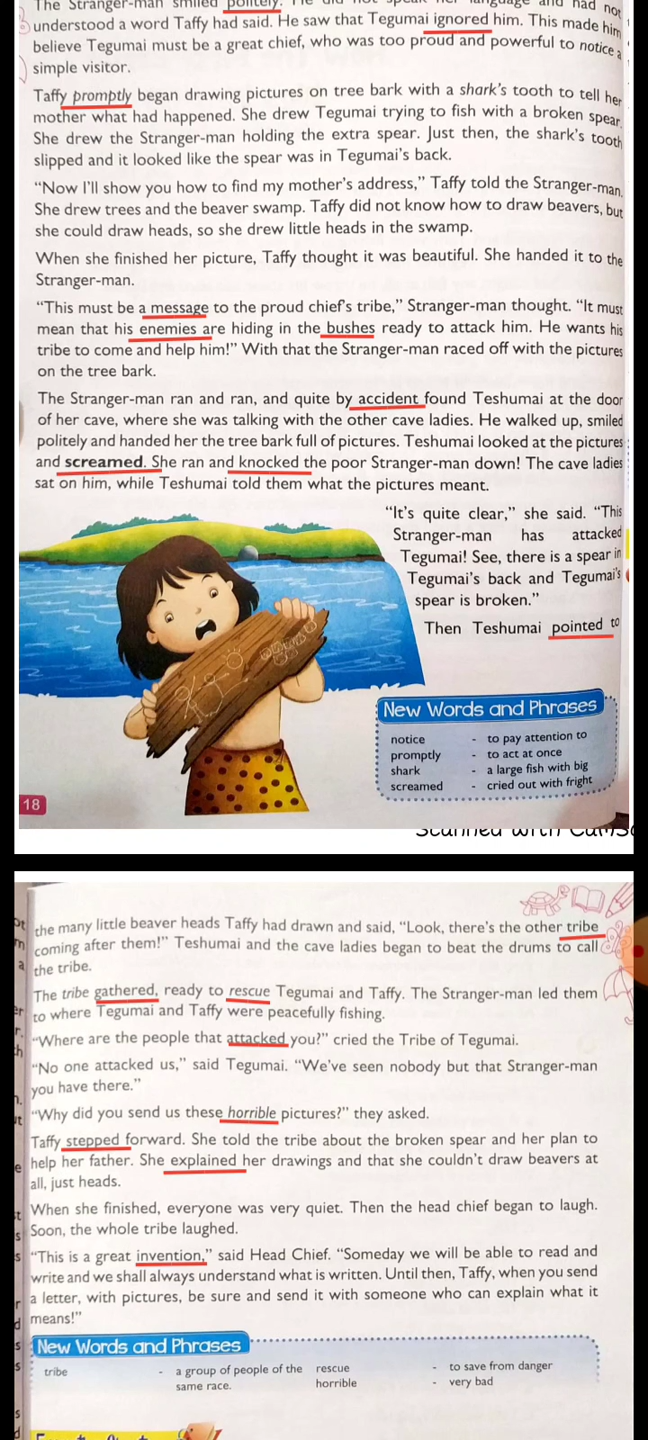 The Stranger-man smiled politely. He did not speak her language and had not
understood a word Taffy had said. He saw that Tegumai ignored him. This made him
believe Tegumai must be a great chief, who was too proud and powerful to notice a
simple visitor.
Taffy promptly began drawing pictures on tree bark with a shark's tooth to tell her
mother what had happened. She drew Tegumai trying to fish with a broken spear.
She drew the Stranger-man holding the extra spear. Just then, the shark's tooth
slipped and it looked like the spear was in Tegumai's back.
"Now I'll show you how to find my mother's address," Taffy told the Stranger-man.
She drew trees and the beaver swamp. Taffy did not know how to draw beavers, but
she could draw heads, so she drew little heads in the swamp.
When she finished her picture, Taffy thought it was beautiful. She handed it to the
Stranger-man.
"This must be a message to the proud chief's tribe," Stranger-man thought. "It must
mean that his enemies are hiding in the bushes ready to attack him. He wants his
tribe to come and help him!" With that the Stranger-man raced off with the pictures
on the tree bark.
The Stranger-man ran and ran, and quite by accident found Teshumai at the door
of her cave, where she was talking with the other cave ladies. He walked up, smiled
politely and handed her the tree bark full of pictures. Teshumai looked at the pictures
and screamed. She ran and knocked the poor Stranger-man down! The cave ladies
sat on him, while Teshumai told them what the pictures meant.
"It's quite clear," she said. "This
Stranger-man has attacked
Tegumai! See, there is a spear in
Tegumai's back and Tegumai's
spear is broken."
Then Teshumai pointed to
New Words and Phrases
notice - to pay attention to
promptly - to act at once
shark - a large fish with big
screamed - cried out with fright
18
Scanned with
the many little beaver heads Taffy had drawn and said, "Look, there's the other tribe
coming after them!" Teshumai and the cave ladies began to beat the drums to call
the tribe.
The tribe gathered, ready to rescue Tegumai and Taffy. The Stranger-man led them
to where Tegumai and Taffy were peacefully fishing.
"Where are the people that attacked you?" cried the Tribe of Tegumai.
"No one attacked us," said Tegumai. "We've seen nobody but that Stranger-man
you have there."
"Why did you send us these horrible pictures?" they asked.
Taffy stepped forward. She told the tribe about the broken spear and her plan to
help her father. She explained her drawings and that she couldn't draw beavers at
all, just heads.
When she finished, everyone was very quiet. Then the head chief began to laugh.
Soon, the whole tribe laughed.
"This is a great invention," said Head Chief. "Someday we will be able to read and
write and we shall always understand what is written. Until then, Taffy, when you send
a letter, with pictures, be sure and send it with someone who can explain what it
means!"
New Words and Phrases
tribe - a group of people of the same race.
rescue - to save from danger
horrible - very bad